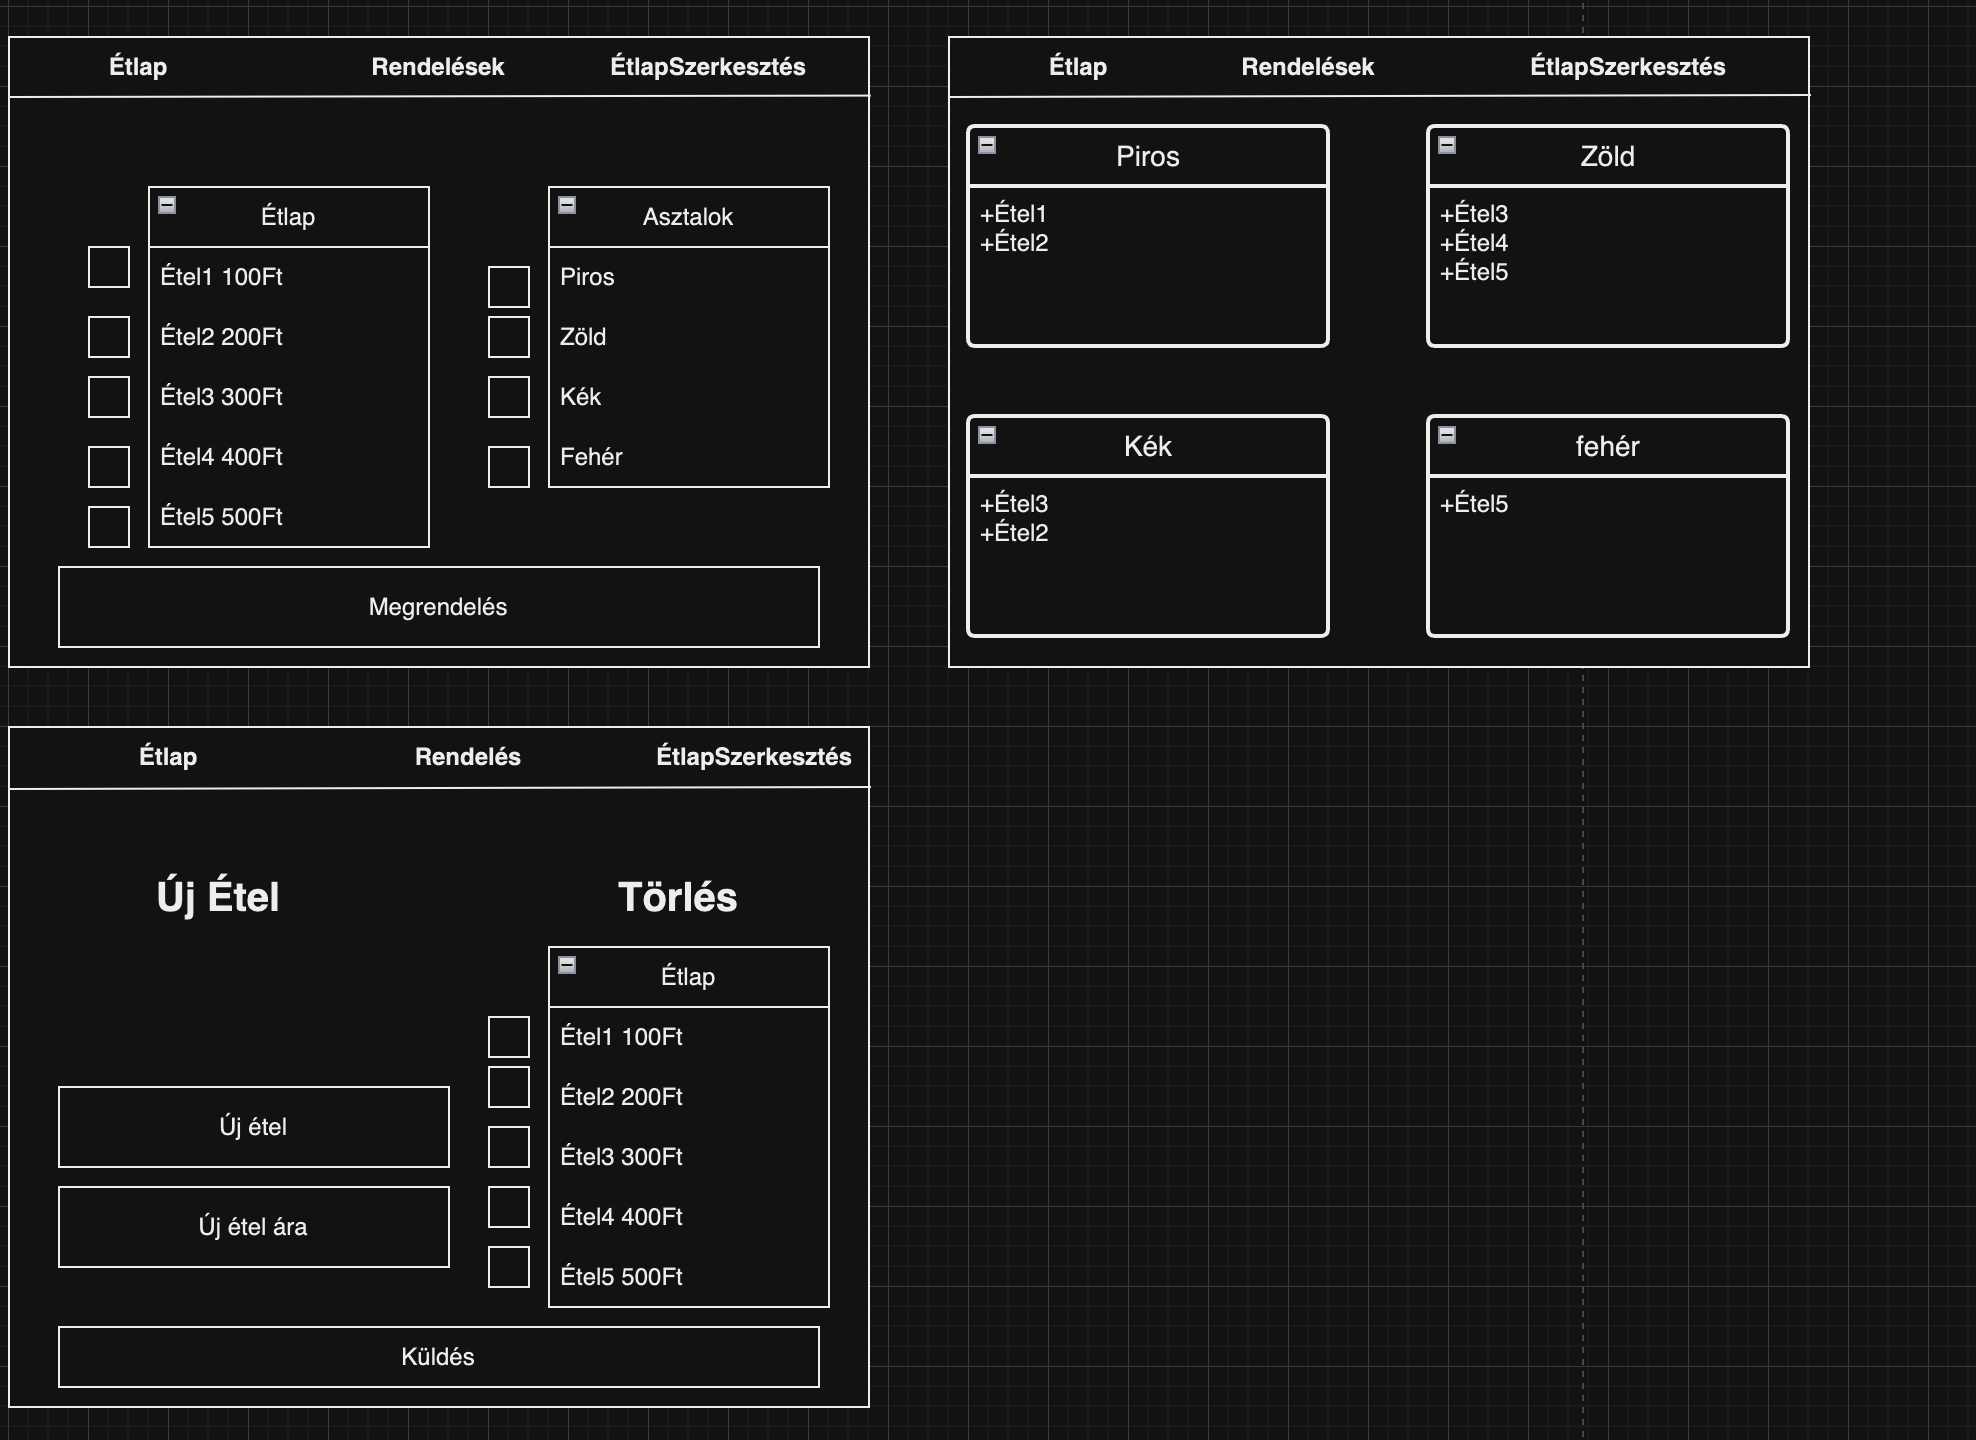 Étlap Rendelések ÉtlapSzerkesztés
Étlap
Étel1 100Ft
Étel2 200Ft
Étel3 300Ft
Étel4 400Ft
Étel5 500Ft
Asztalok
Piros
Zöld
Kék
Fehér
Megrendelés
Étlap Rendelések ÉtlapSzerkesztés
Piros
+Étel1
+Étel2
Zöld
+Étel3
+Étel4
+Étel5
Kék
+Étel3
+Étel2
fehér
+Étel5
Étlap Rendelés ÉtlapSzerkesztés
Új Étel
Új étel
Új étel ára
Törlés
Étlap
Étel1 100Ft
Étel2 200Ft
Étel3 300Ft
Étel4 400Ft
Étel5 500Ft
Küldés